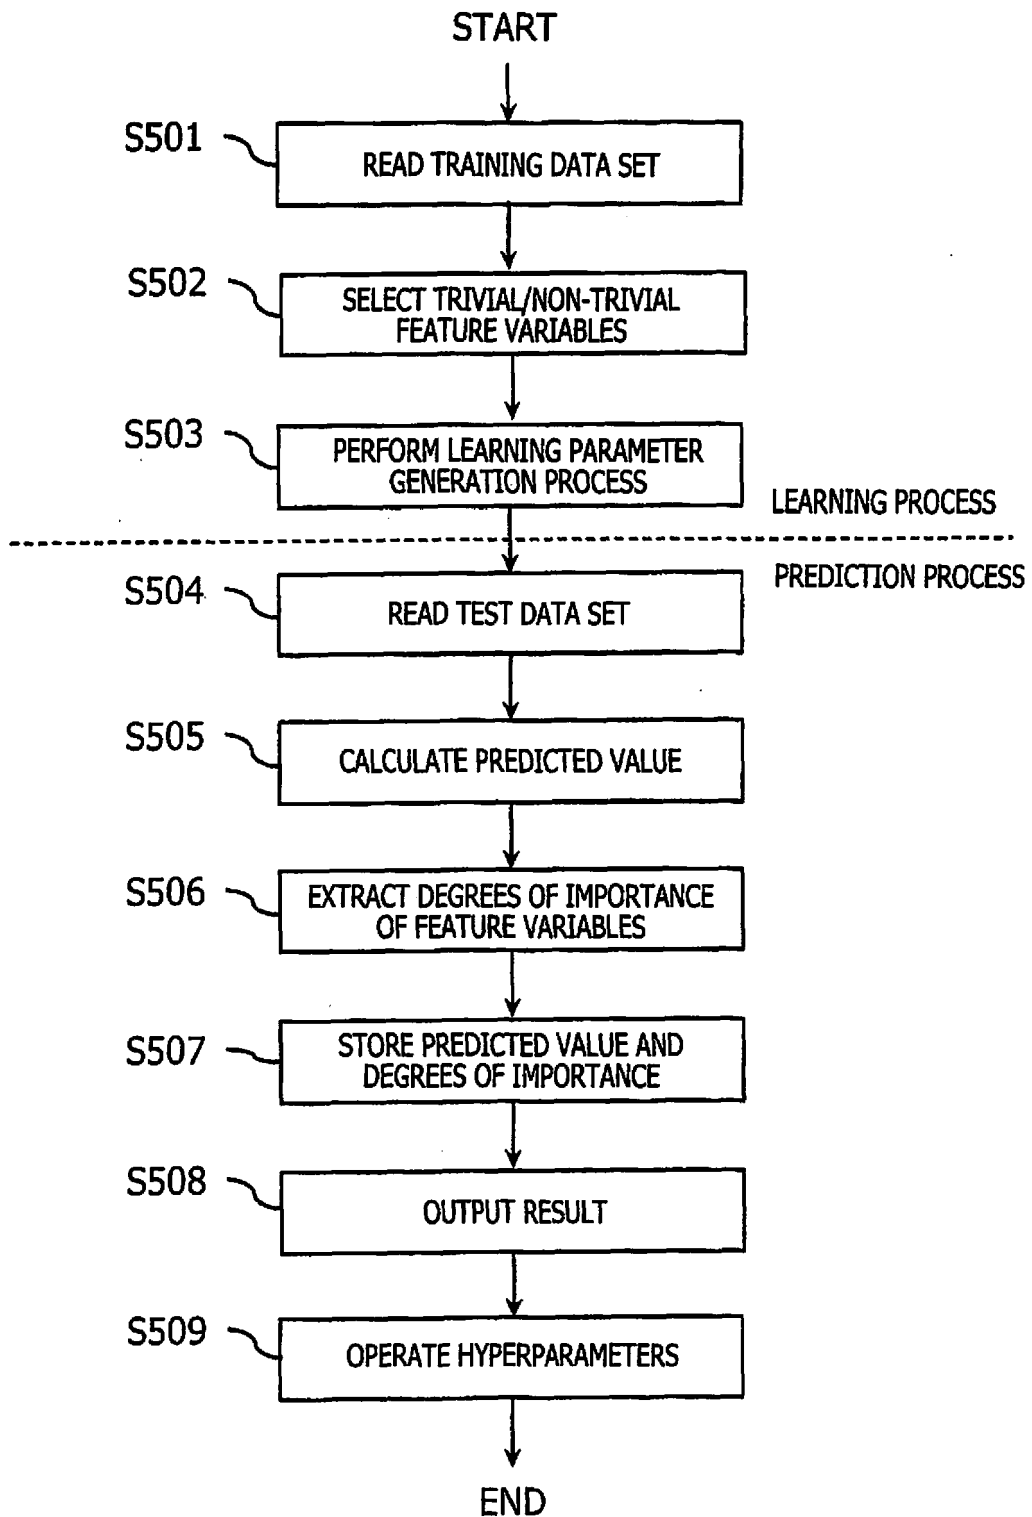 START
S501
READ TRAINING DATA SET
S502
SELECT TRIVIAL/NON-TRIVIAL
FEATURE VARIABLES
S503
PERFORM LEARNING PARAMETER
GENERATION PROCESS
LEARNING PROCESS
PREDICTION PROCESS
S504
READ TEST DATA SET
S505
CALCULATE PREDICTED VALUE
S506
EXTRACT DEGREES OF IMPORTANCE
OF FEATURE VARIABLES
S507
STORE PREDICTED VALUE AND
DEGREES OF IMPORTANCE
S508
OUTPUT RESULT
S509
OPERATE HYPERPARAMETERS
END